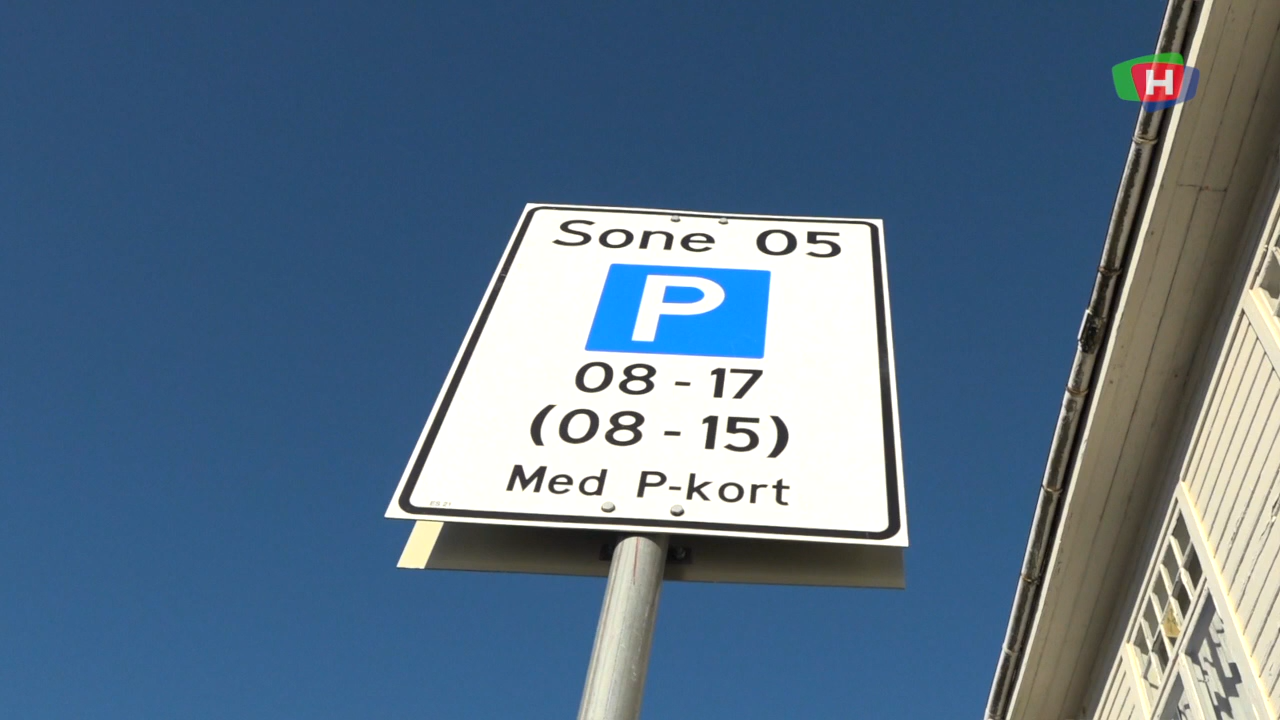 H
Sone 05
P
08 - 17
(08 - 15)
Med P-kort